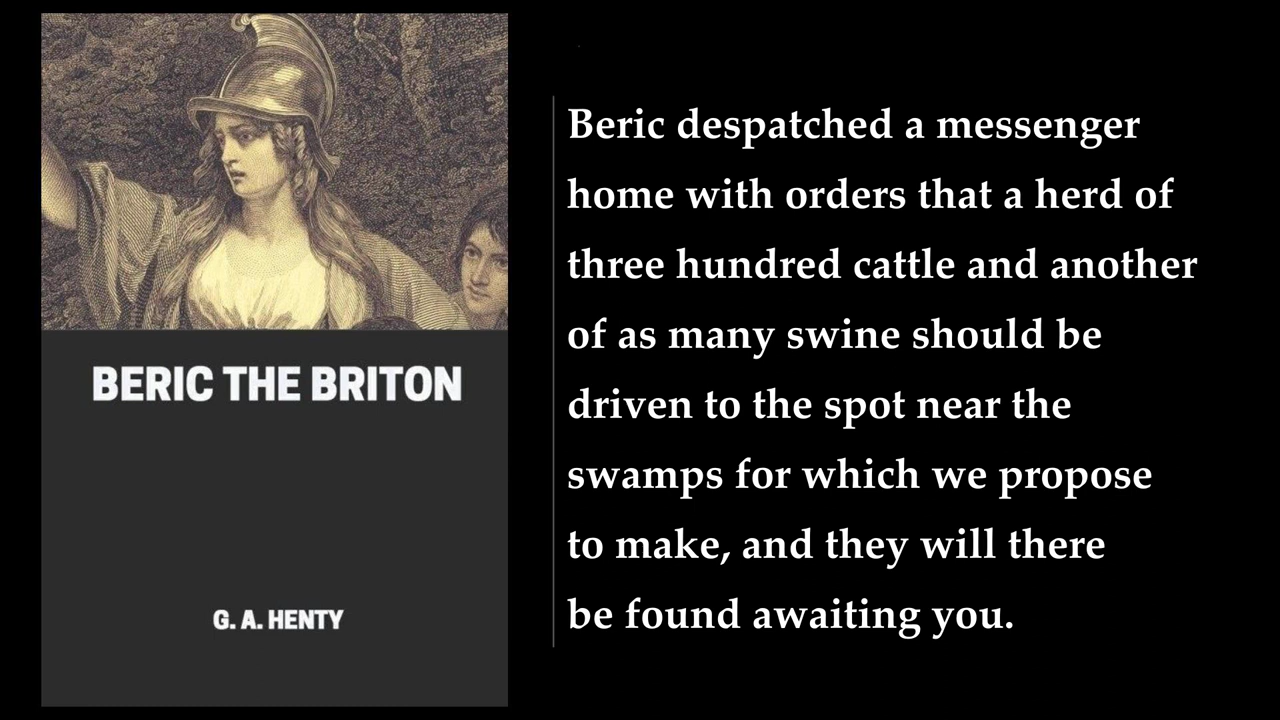 BERIC THE BRITON
G. A. HENTY
Beric despatched a messenger
home with orders that a herd of
three hundred cattle and another
of as many swine should be
driven to the spot near the
swamps for which we propose
to make, and they will there
be found awaiting you.